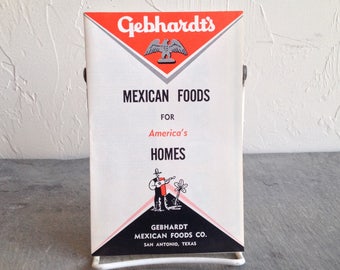 Gebhardt's
MEXICAN FOODS
FOR
America's
HOMES
GEBHARDT
MEXICAN FOODS CO.
SAN ANTONIO, TEXAS